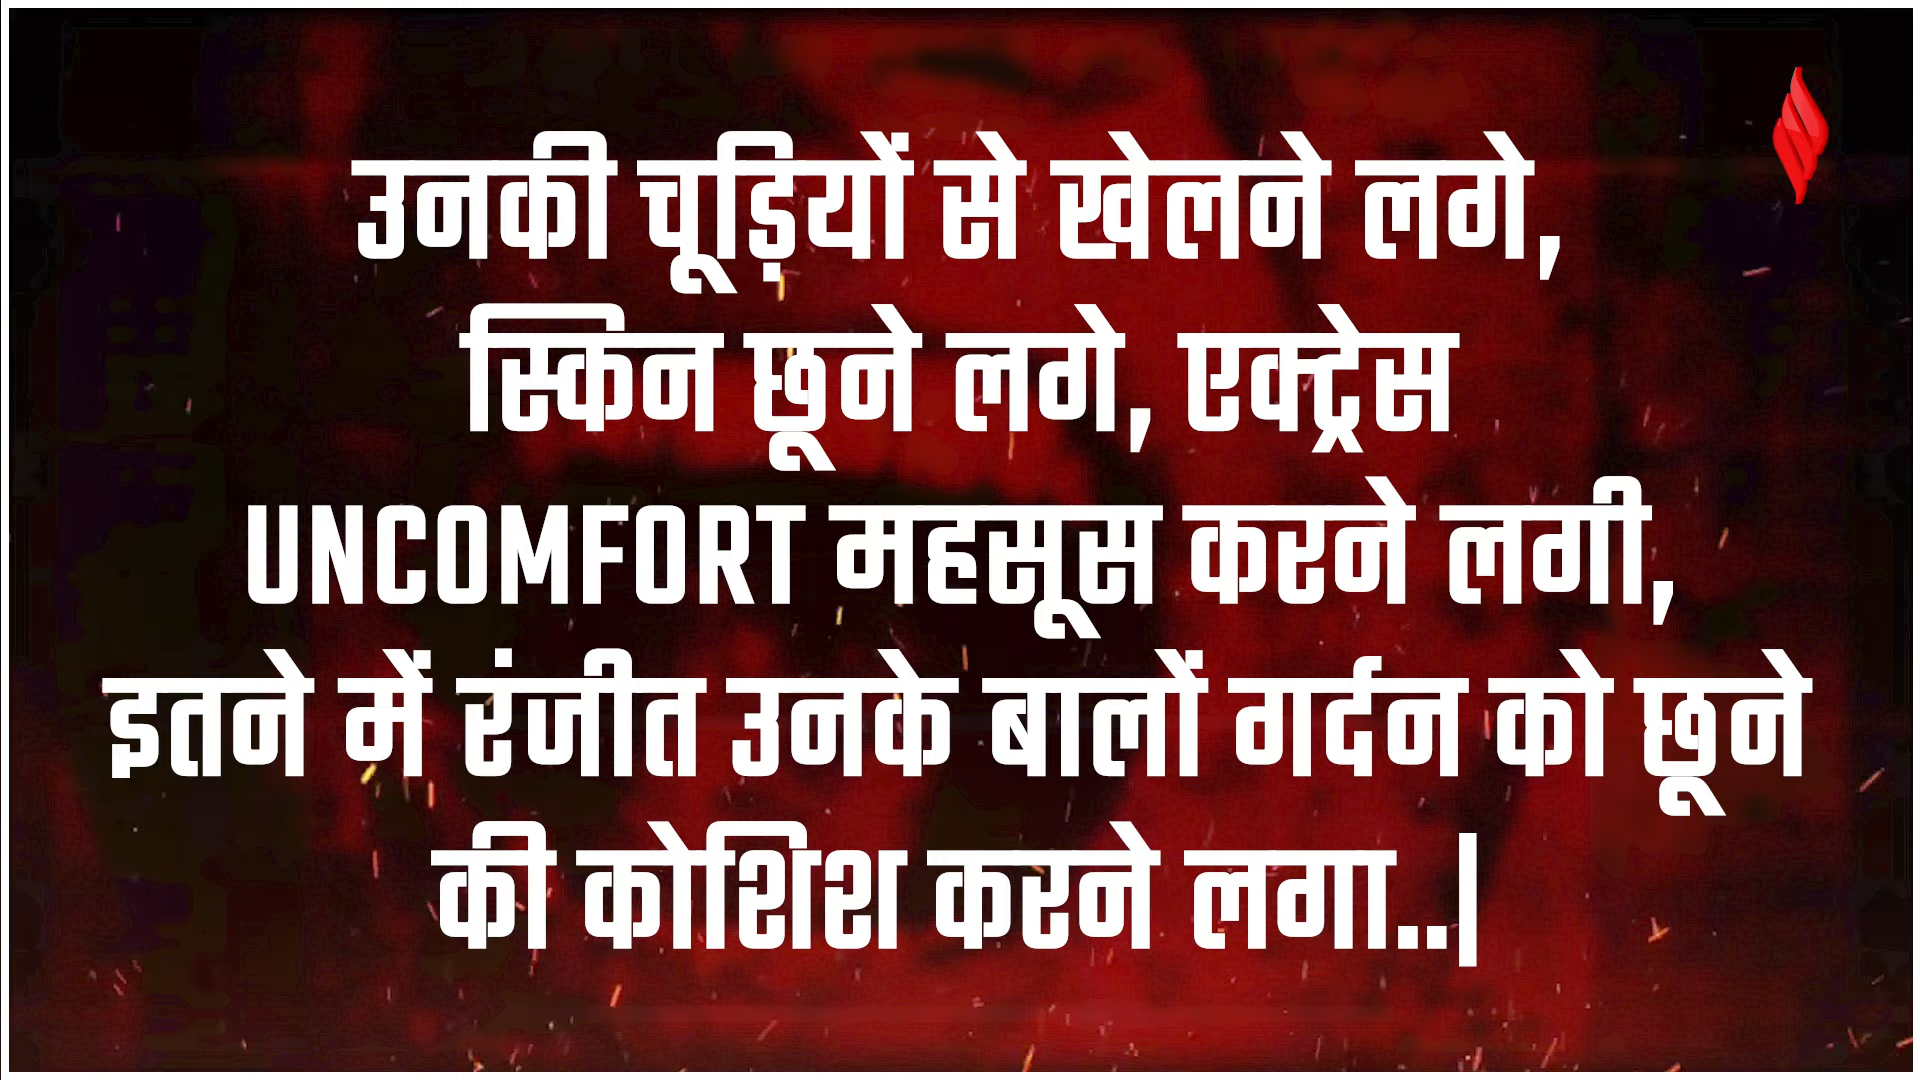 उनकी चूड़ियों से खेलने लगे,
स्किन छूने लगे, एक्ट्रेस
UNCOMFORT महसूस करने लगी,
इतने में रंजीत उनके बालों गर्दन को छूने
की कोशिश करने लगा..|